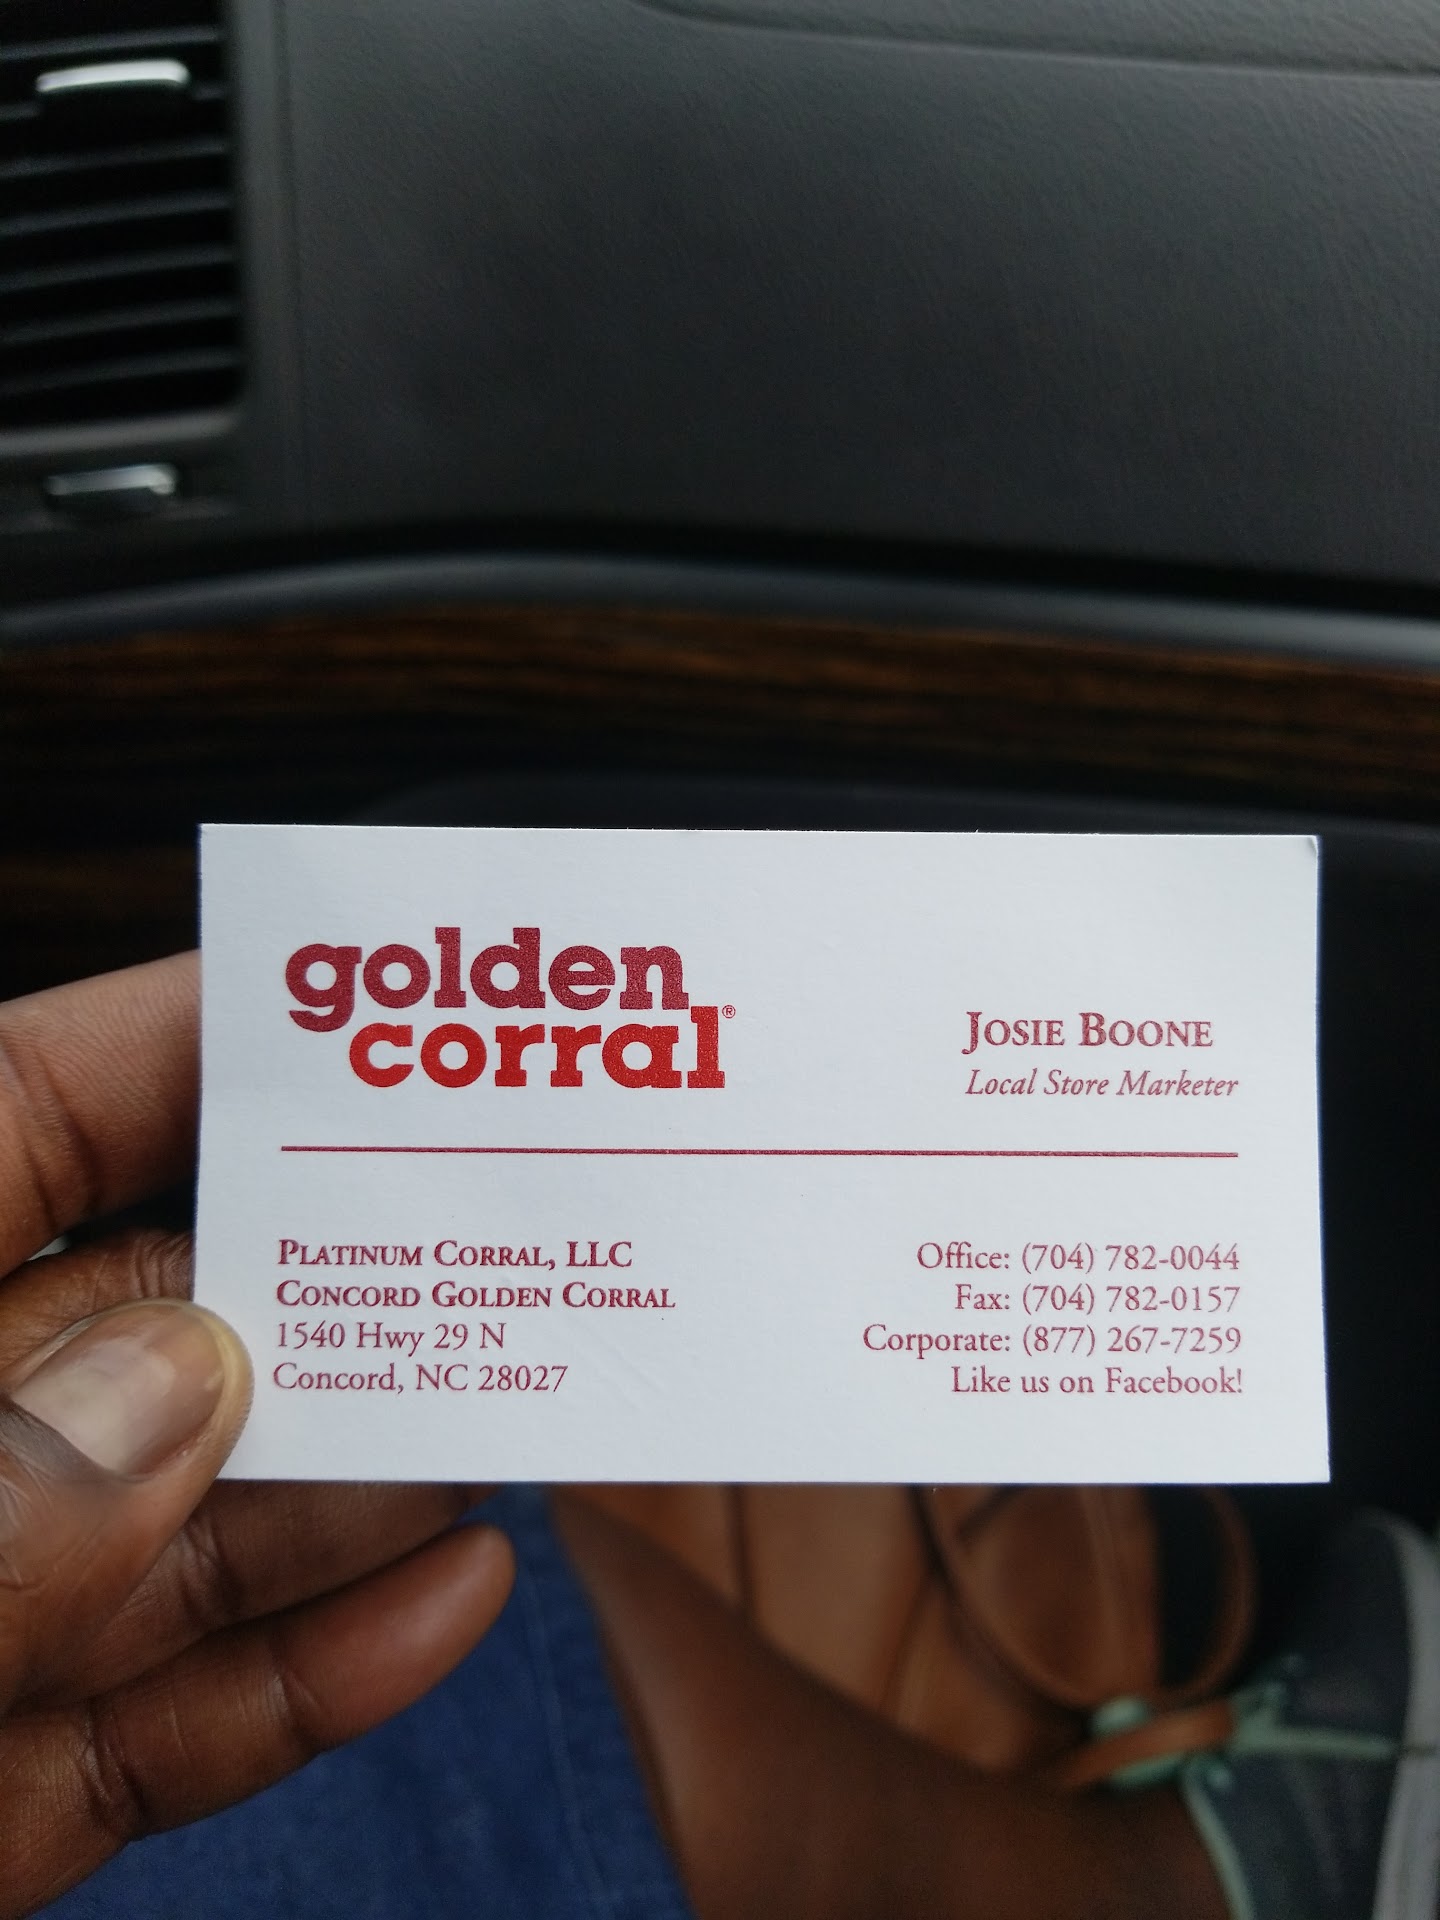 golden
corral®
JOSIE BOONE
Local Store Marketer
PLATINUM CORRAL, LLC
CONCORD GOLDEN CORRAL
1540 Hwy 29 N
Concord, NC 28027
Office: (704) 782-0044
Fax: (704) 782-0157
Corporate: (877) 267-7259
Like us on Facebook!